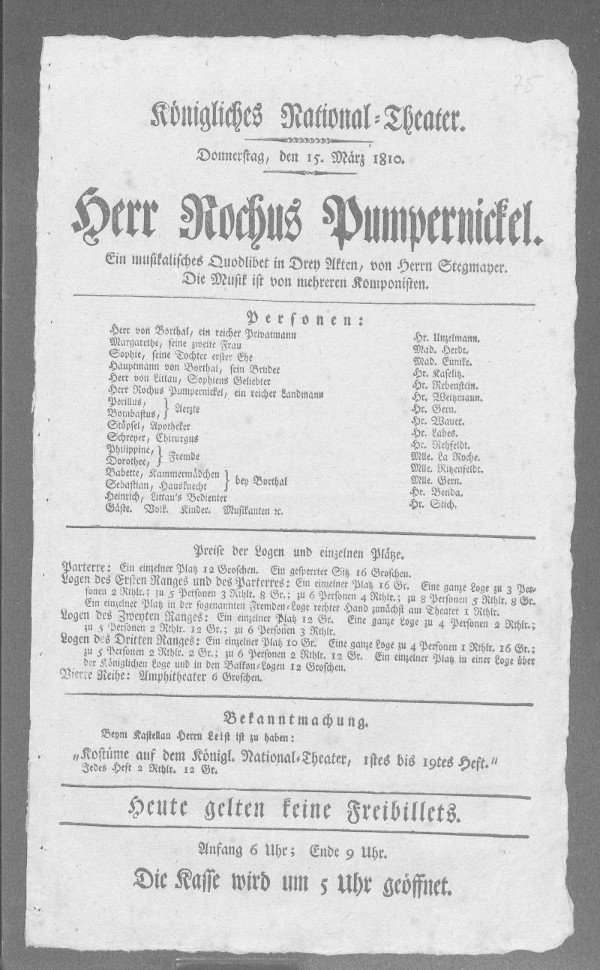 75
Königliches National-Theater.
Donnerstag, den 15. März 1810.
Herr Rochus Pumpernickel.
Ein musikalisches Quodlibet in Drey Akten, von Herrn Stegmayer.
Die Musik ist von mehreren Komponisten.
Personen:
Herr von Borthal, ein reicher Privatmann Hr. Unzelmann.
Margarethe, seine zweite Frau Mad. Herdt.
Sophie, seine Tochter erster Ehe Mad. Eunike.
Hauptmann von Borthal, sein Bruder Hr. Kaselitz.
Herr von Littau, Sophiens Geliebter Hr. Rebenstein.
Herr Rochus Pumpernickel, ein reicher Landmann Hr. Weitzmann.
Perillus, } Aerzte Hr. Gern.
Bombastus, Hr. Wauer.
Stößel, Apotheker Hr. Labes.
Schreyer, Chirurgus Hr. Rehfeldt.
Philippine, } Fremde Mlle. La Roche.
Dorothee, Mlle. Ritzenfeldt.
Babette, Kammermädchen } bey Borthal Mlle. Gern.
Sebastian, Hausknecht Hr. Benda.
Heinrich, Littau's Bedienter Hr. Stich.
Gäste. Volk. Kinder. Musikanten ꝛc.
Preise der Logen und einzelnen Plätze.
Parterre: Ein einzelner Platz 12 Groschen. Ein gesperrter Sitz 16 Groschen.
Logen des Ersten Ranges und des Parterres: Ein einzelner Platz 16 Gr. Eine ganze Loge zu 3 Per-
sonen 2 Rthlr.; zu 5 Personen 3 Rthlr. 8 Gr.; zu 6 Personen 4 Rthlr.; zu 8 Personen 5 Rthlr. 8 Gr.
Ein einzelner Platz in der sogenannten Fremden-Loge rechter Hand zunächst am Theater 1 Rthlr.
Logen des Zweyten Ranges: Ein einzelner Platz 12 Gr. Eine ganze Loge zu 4 Personen 2 Rthlr.;
zu 5 Personen 2 Rthlr. 12 Gr.; zu 6 Personen 3 Rthlr.
Logen des Dritten Ranges: Ein einzelner Platz 10 Gr. Eine ganze Loge zu 4 Personen 1 Rthlr. 16 Gr.;
zu 5 Personen 2 Rthlr. 2 Gr.; zu 6 Personen 2 Rthlr. 12 Gr. Ein einzelner Platz in einer Loge über
der Königlichen Loge und in den Balkon-Logen 12 Groschen.
Vierte Reihe: Amphitheater 6 Groschen.
Bekanntmachung.
Beym Kastellan Herrn Leist ist zu haben:
„Kostüme auf dem Königl. National-Theater, 1stes bis 19tes Heft.“
Jedes Heft 2 Rthlr. 12 Gr.
Heute gelten keine Freibillets.
Anfang 6 Uhr; Ende 9 Uhr.
Die Kasse wird um 5 Uhr geöffnet.